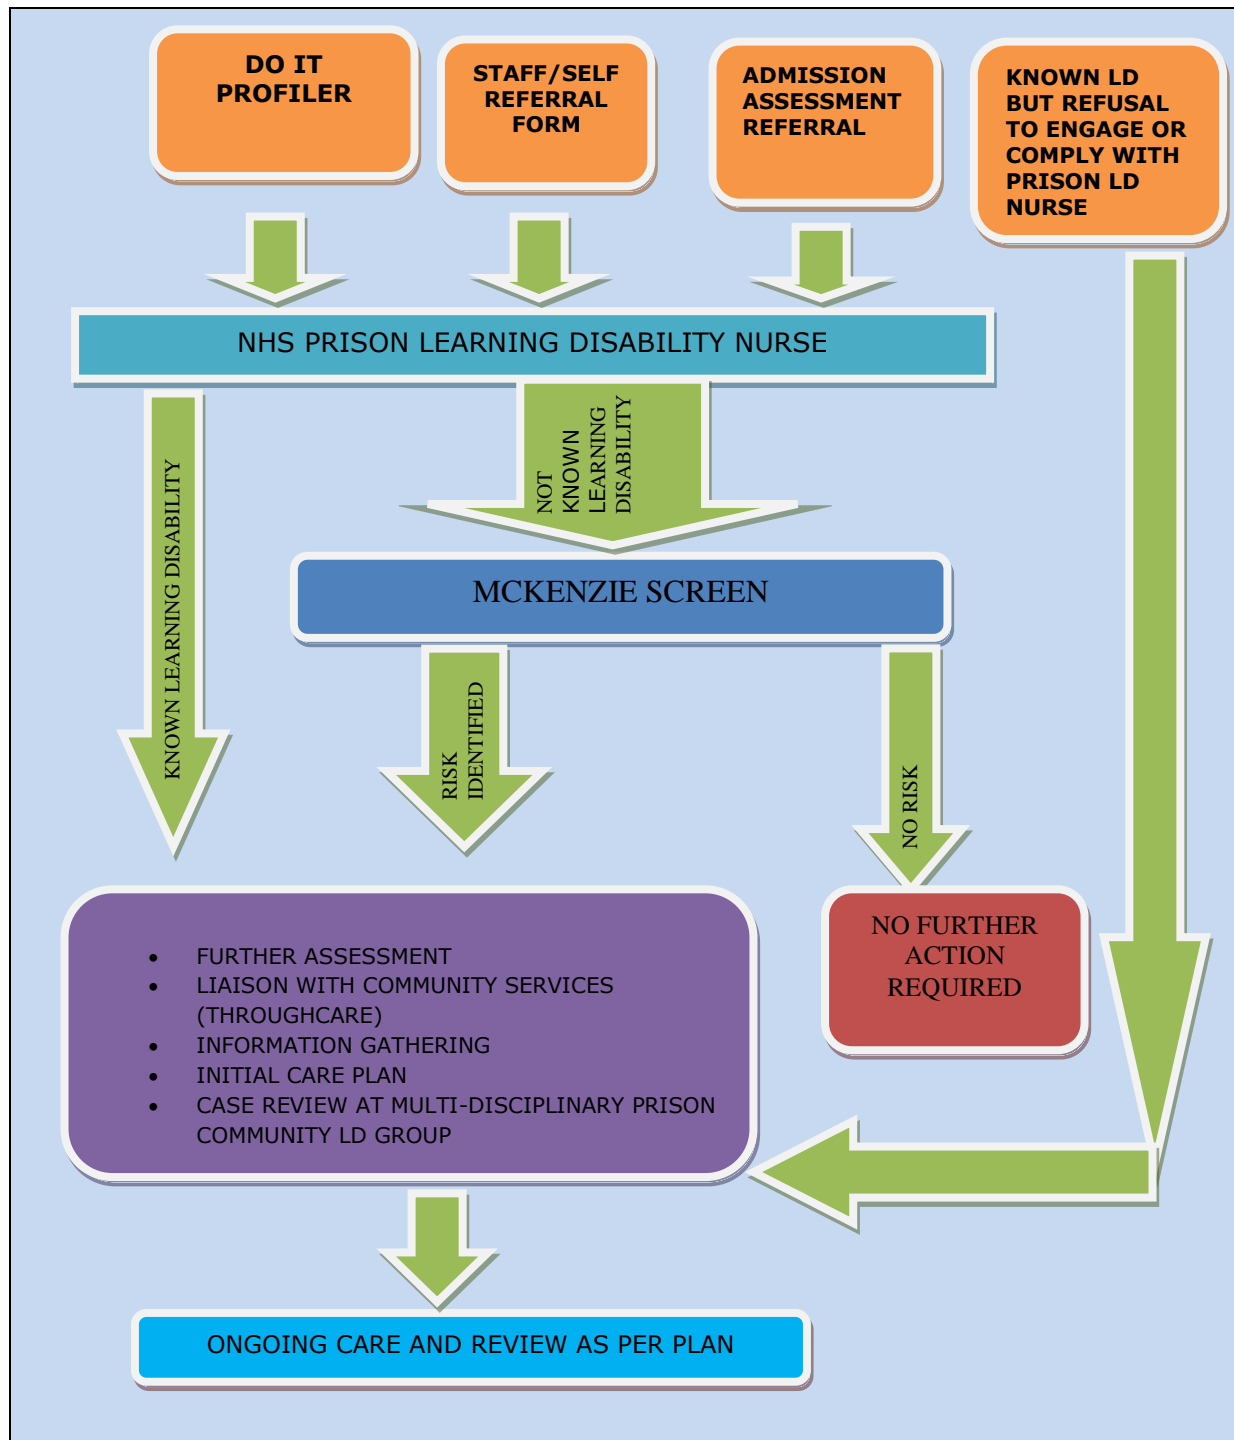 DO IT
PROFILER
STAFF/SELF
REFERRAL
FORM
ADMISSION
ASSESSMENT
REFERRAL
KNOWN LD
BUT REFUSAL
TO ENGAGE OR
COMPLY WITH
PRISON LD
NURSE
NHS PRISON LEARNING DISABILITY NURSE
KNOWN LEARNING DISABILITY
NOT
KNOWN
LEARNING
DISABILITY
MCKENZIE SCREEN
RISK
IDENTIFIED
NO RISK
• FURTHER ASSESSMENT
• LIAISON WITH COMMUNITY SERVICES
(THROUGHCARE)
• INFORMATION GATHERING
• INITIAL CARE PLAN
• CASE REVIEW AT MULTI-DISCIPLINARY PRISON
COMMUNITY LD GROUP
NO FURTHER
ACTION
REQUIRED
ONGOING CARE AND REVIEW AS PER PLAN